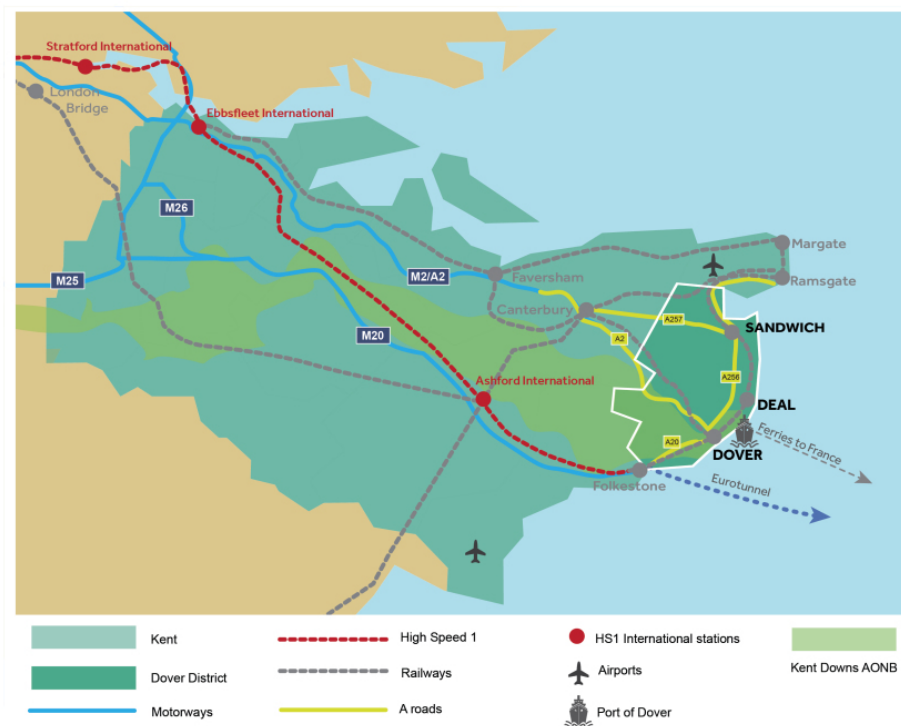 Stratford International
London
Bridge
Ebbsfleet International
M26
M25
M2/A2
Faversham
Margate
Ramsgate
Canterbury
A257
SANDWICH
M20
A2
Ashford International
A256
DEAL
A20
DOVER
Ferries to France
Folkestone
Eurotunnel
Kent
High Speed 1
HS1 International stations
Kent Downs AONB
Dover District
Railways
Airports
Motorways
A roads
Port of Dover